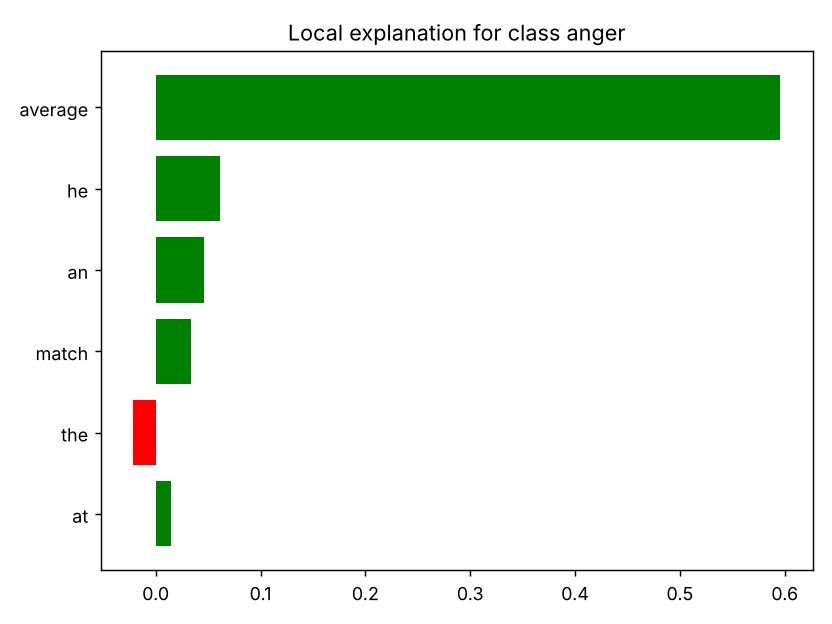 Local explanation for class anger
average
he
an
match
the
at
0.0 0.1 0.2 0.3 0.4 0.5 0.6